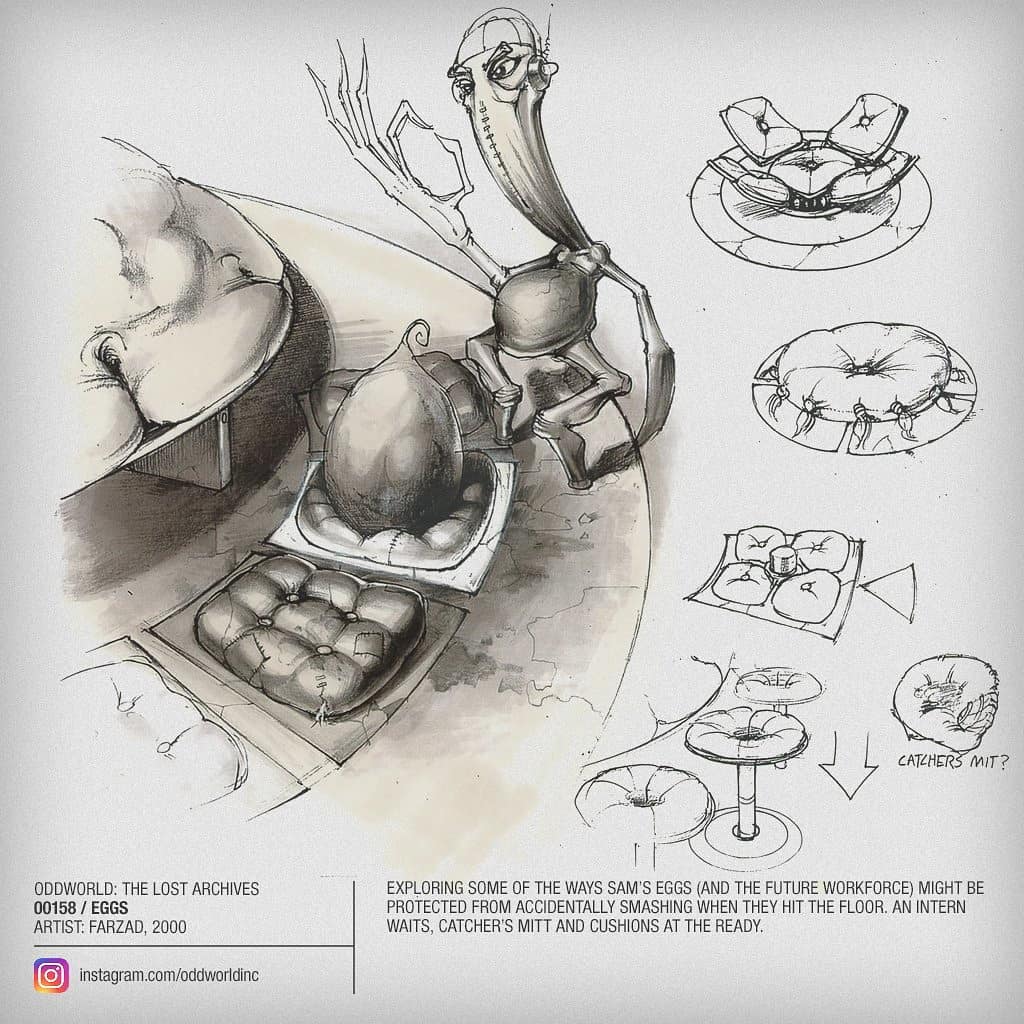 CATCHERS MIT?
ODDWORLD: THE LOST ARCHIVES
00158 / EGGS
ARTIST: FARZAD, 2000
instagram.com/oddworldinc
EXPLORING SOME OF THE WAYS SAM'S EGGS (AND THE FUTURE WORKFORCE) MIGHT BE
PROTECTED FROM ACCIDENTALLY SMASHING WHEN THEY HIT THE FLOOR. AN INTERN
WAITS, CATCHER'S MITT AND CUSHIONS AT THE READY.